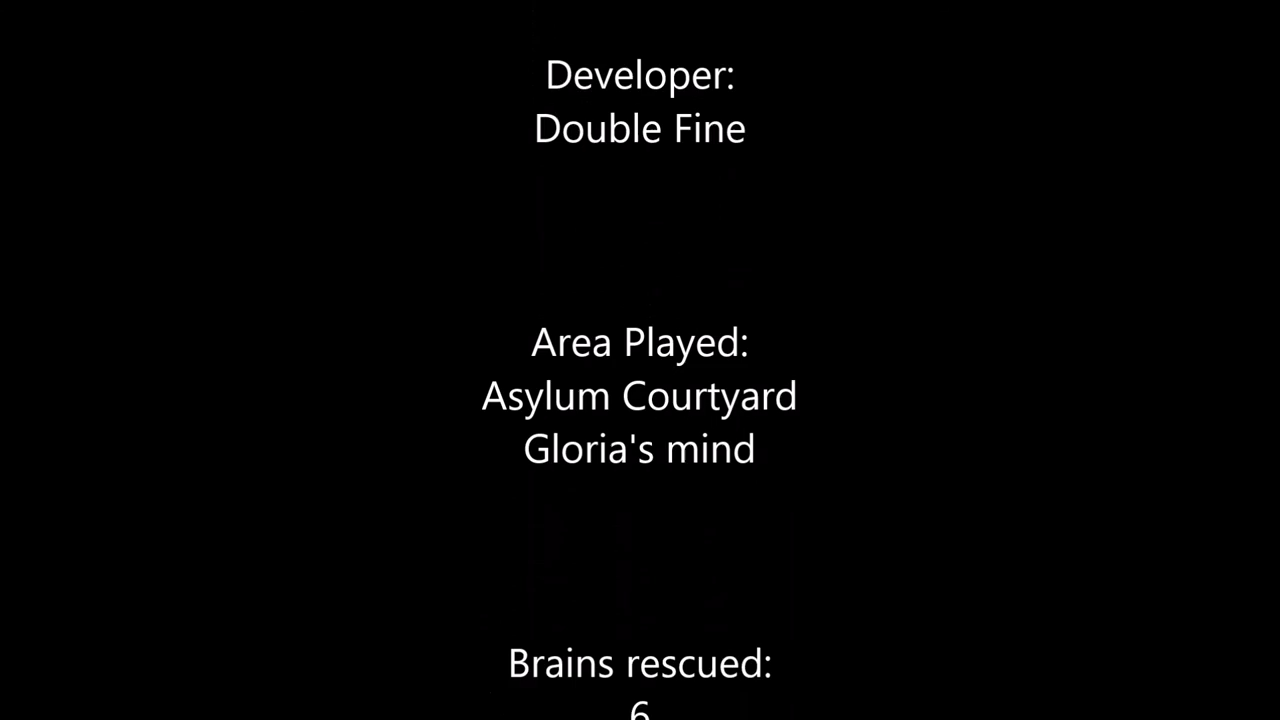 Developer:
Double Fine
Area Played:
Asylum Courtyard
Gloria's mind
Brains rescued:
6